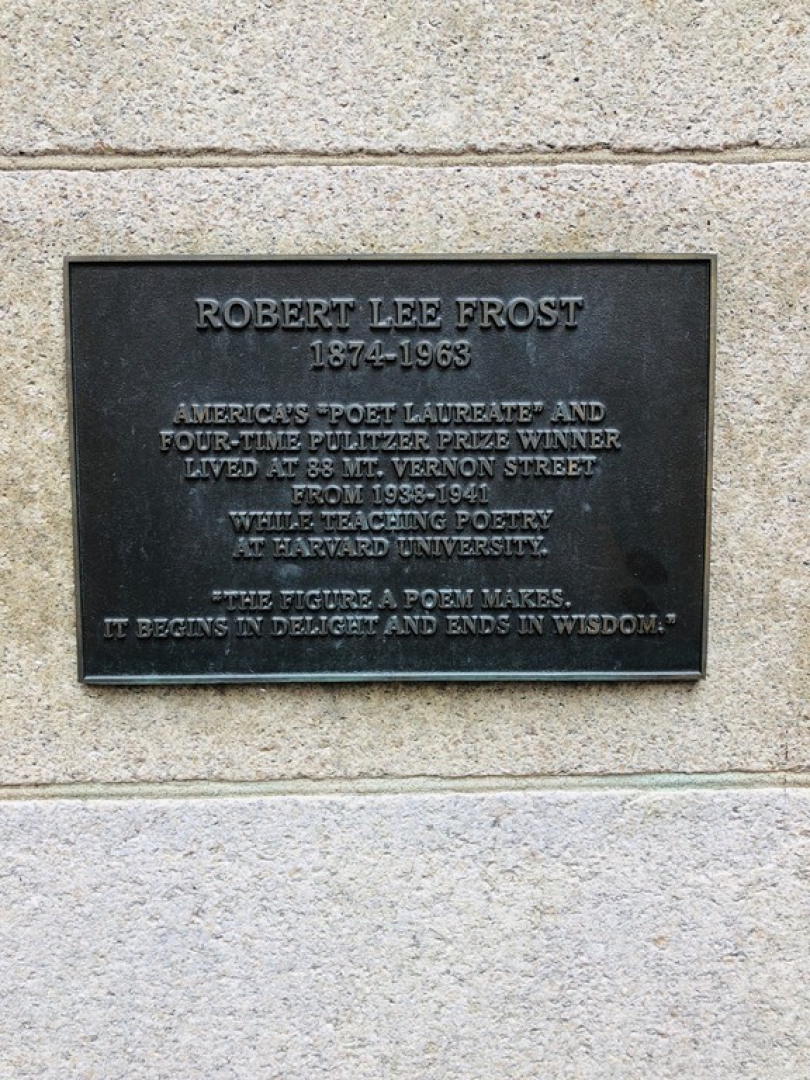 ROBERT LEE FROST
1874-1963
AMERICA'S "POET LAUREATE" AND
FOUR-TIME PULITZER PRIZE WINNER
LIVED AT 88 MT. VERNON STREET
FROM 1938-1941
WHILE TEACHING POETRY
AT HARVARD UNIVERSITY.
"THE FIGURE A POEM MAKES.
IT BEGINS IN DELIGHT AND ENDS IN WISDOM."